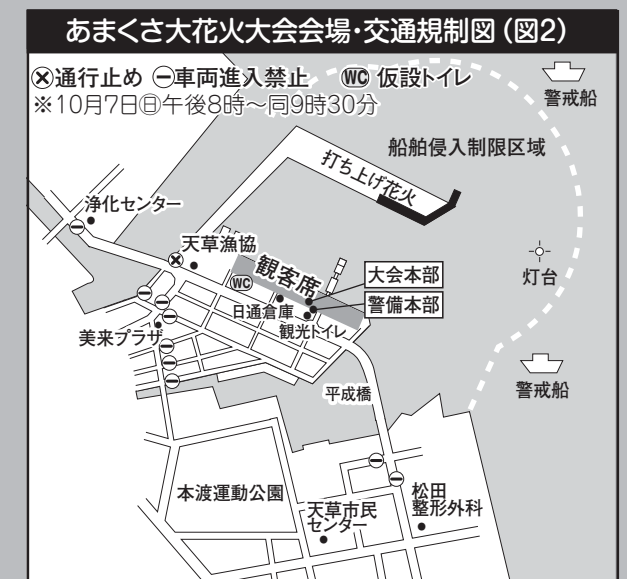 あまくさ大花火大会会場・交通規制図（図2）
⊗通行止め ⊖車両進入禁止 WC 仮設トイレ
※10月7日㊐午後8時〜同9時30分
警戒船
船舶侵入制限区域
打ち上げ花火
浄化センター
天草漁協
観客席
WC
大会本部
警備本部
灯台
日通倉庫
観光トイレ
美来プラザ
平成橋
警戒船
本渡運動公園
天草市民
センター
松田
整形外科